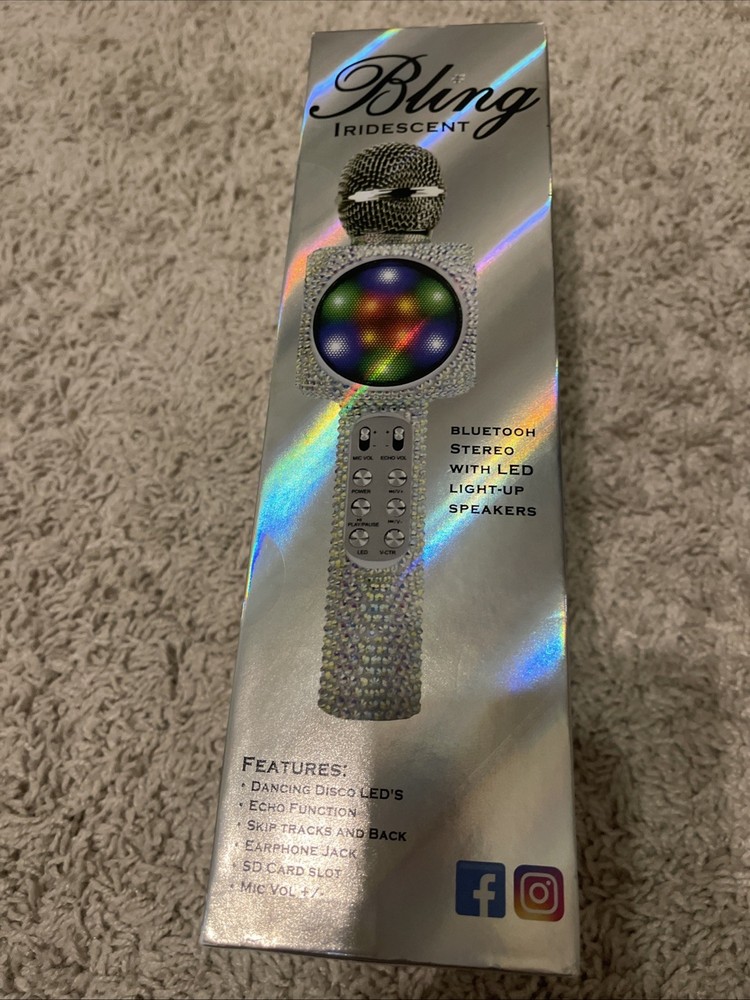 Bling
IRIDESCENT
MIC VOL ECHO VOL
POWER
PLAY/PAUSE
LED V-CTR
BLUETOOH
STEREO
WITH LED
LIGHT-UP
SPEAKERS
FEATURES:
• DANCING DISCO LED'S
• ECHO FUNCTION
• SKIP TRACKS AND BACK
• EARPHONE JACK
• SD CARD SLOT
• MIC VOL +/-